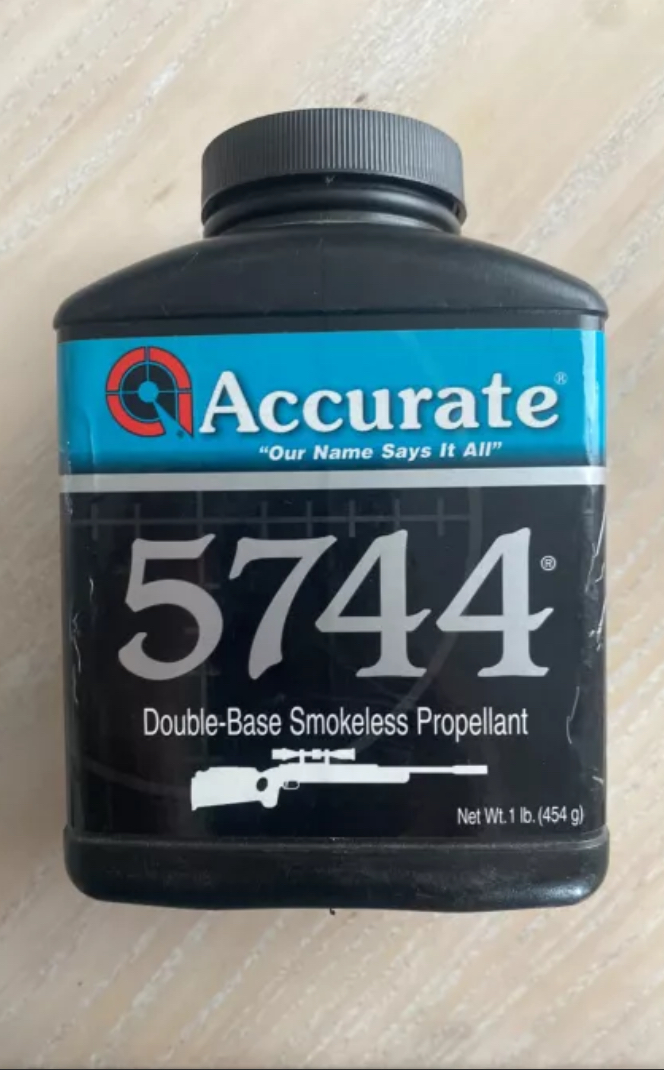 Accurate®
"Our Name Says It All"
5744®
Double-Base Smokeless Propellant
Net Wt. 1 lb. (454 g)